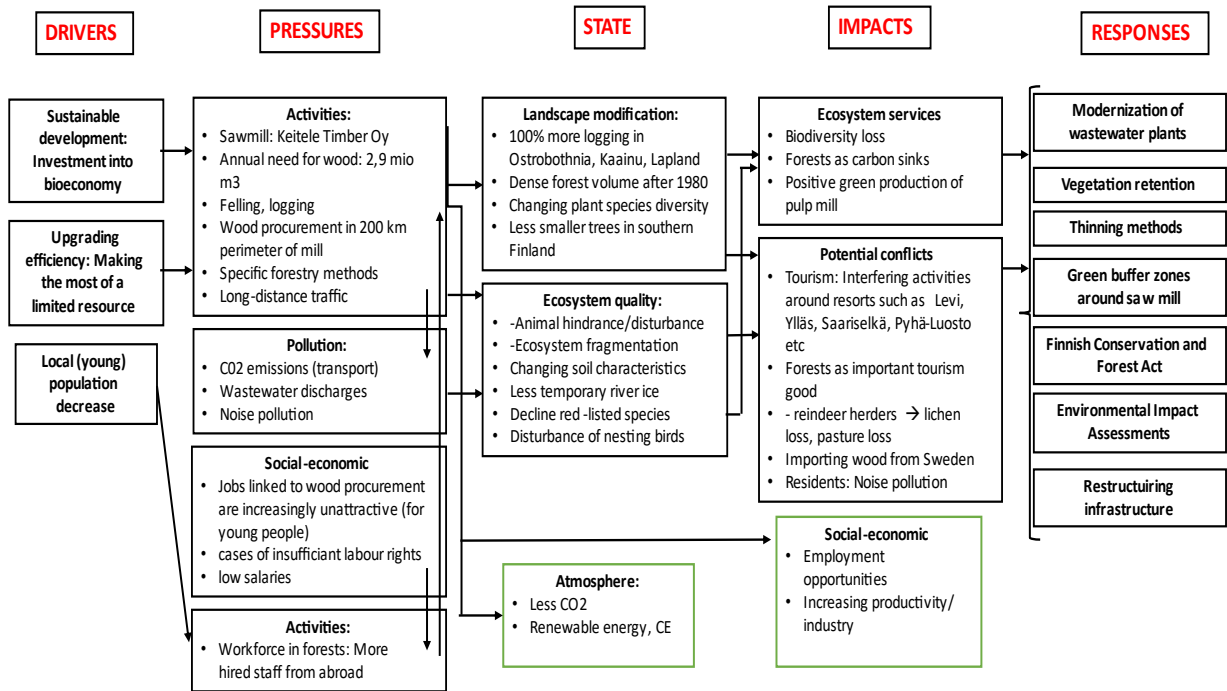 DRIVERS
PRESSURES
STATE
IMPACTS
RESPONSES
Sustainable
development:
Investment into
bioeconomy
Upgrading
efficiency: Making
the most of a
limited resource
Local (young)
population
decrease
Activities:
• Sawmill: Keitele Timber Oy
• Annual need for wood: 2,9 mio
m3
• Felling, logging
• Wood procurement in 200 km
perimeter of mill
• Specific forestry methods
• Long-distance traffic
Pollution:
• C02 emissions (transport)
• Wastewater discharges
• Noise pollution
Social-economic
• Jobs linked to wood procurement
are increasingly unattractive (for
young people)
• cases of insufficient labour rights
• low salaries
Activities:
• Workforce in forests: More
hired staff from abroad
Landscape modification:
• 100% more logging in
Ostrobothnia, Kaainu, Lapland
• Dense forest volume after 1980
• Changing plant species diversity
• Less smaller trees in southern
Finland
Ecosystem quality:
• -Animal hindrance/disturbance
• -Ecosystem fragmentation
• Changing soil characteristics
• Less temporary river ice
• Decline red -listed species
• Disturbance of nesting birds
Atmosphere:
• Less CO2
• Renewable energy, CE
Ecosystem services
• Biodiversity loss
• Forests as carbon sinks
• Positive green production of
pulp mill
Potential conflicts
• Tourism: Interfering activities
around resorts such as Levi,
Ylläs, Saariselkä, Pyhä-Luosto
etc
• Forests as important tourism
good
• - reindeer herders → lichen
loss, pasture loss
• Importing wood from Sweden
• Residents: Noise pollution
Social-economic
• Employment
opportunities
• Increasing productivity/
industry
Modernization of
wastewater plants
Vegetation retention
Thinning methods
Green buffer zones
around saw mill
Finnish Conservation and
Forest Act
Environmental Impact
Assessments
Restructuiring
infrastructure